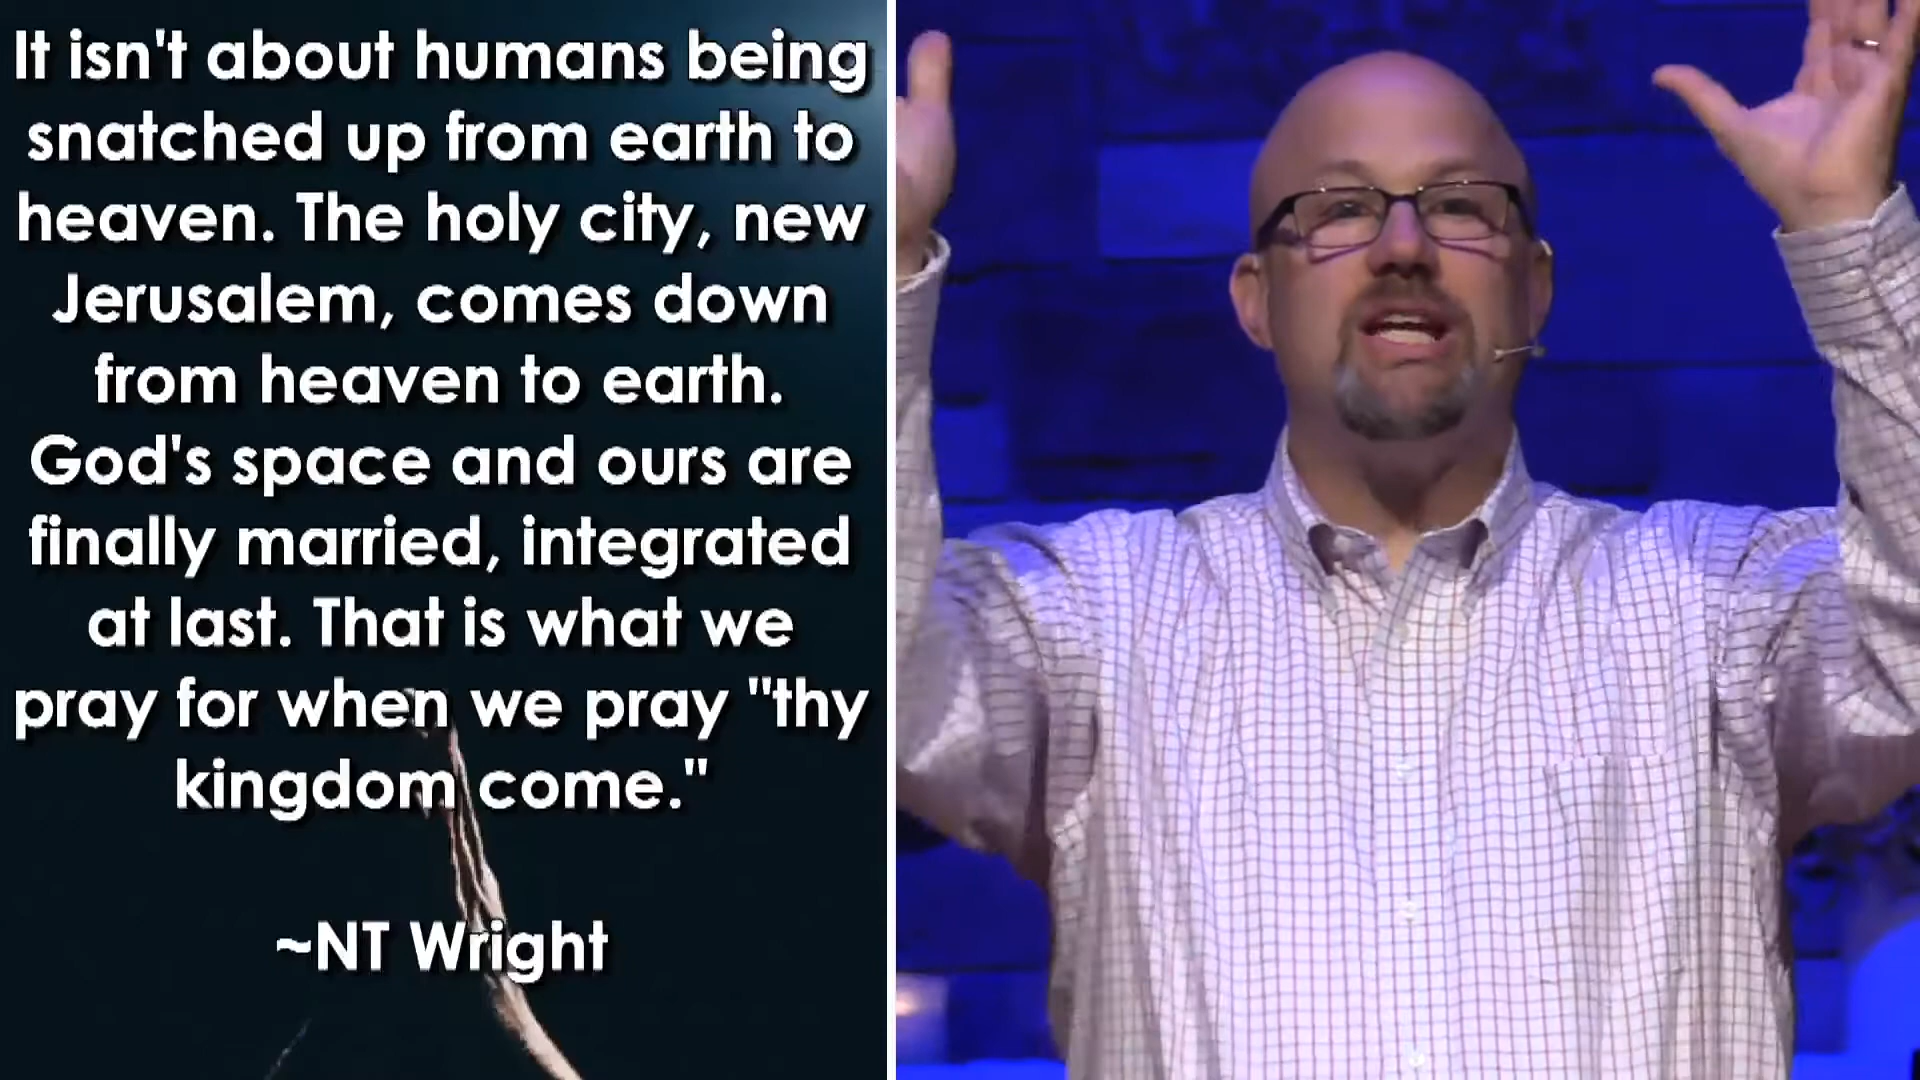 It isn't about humans being
snatched up from earth to
heaven. The holy city, new
Jerusalem, comes down
from heaven to earth.
God's space and ours are
finally married, integrated
at last. That is what we
pray for when we pray "thy
kingdom come."
~NT Wright